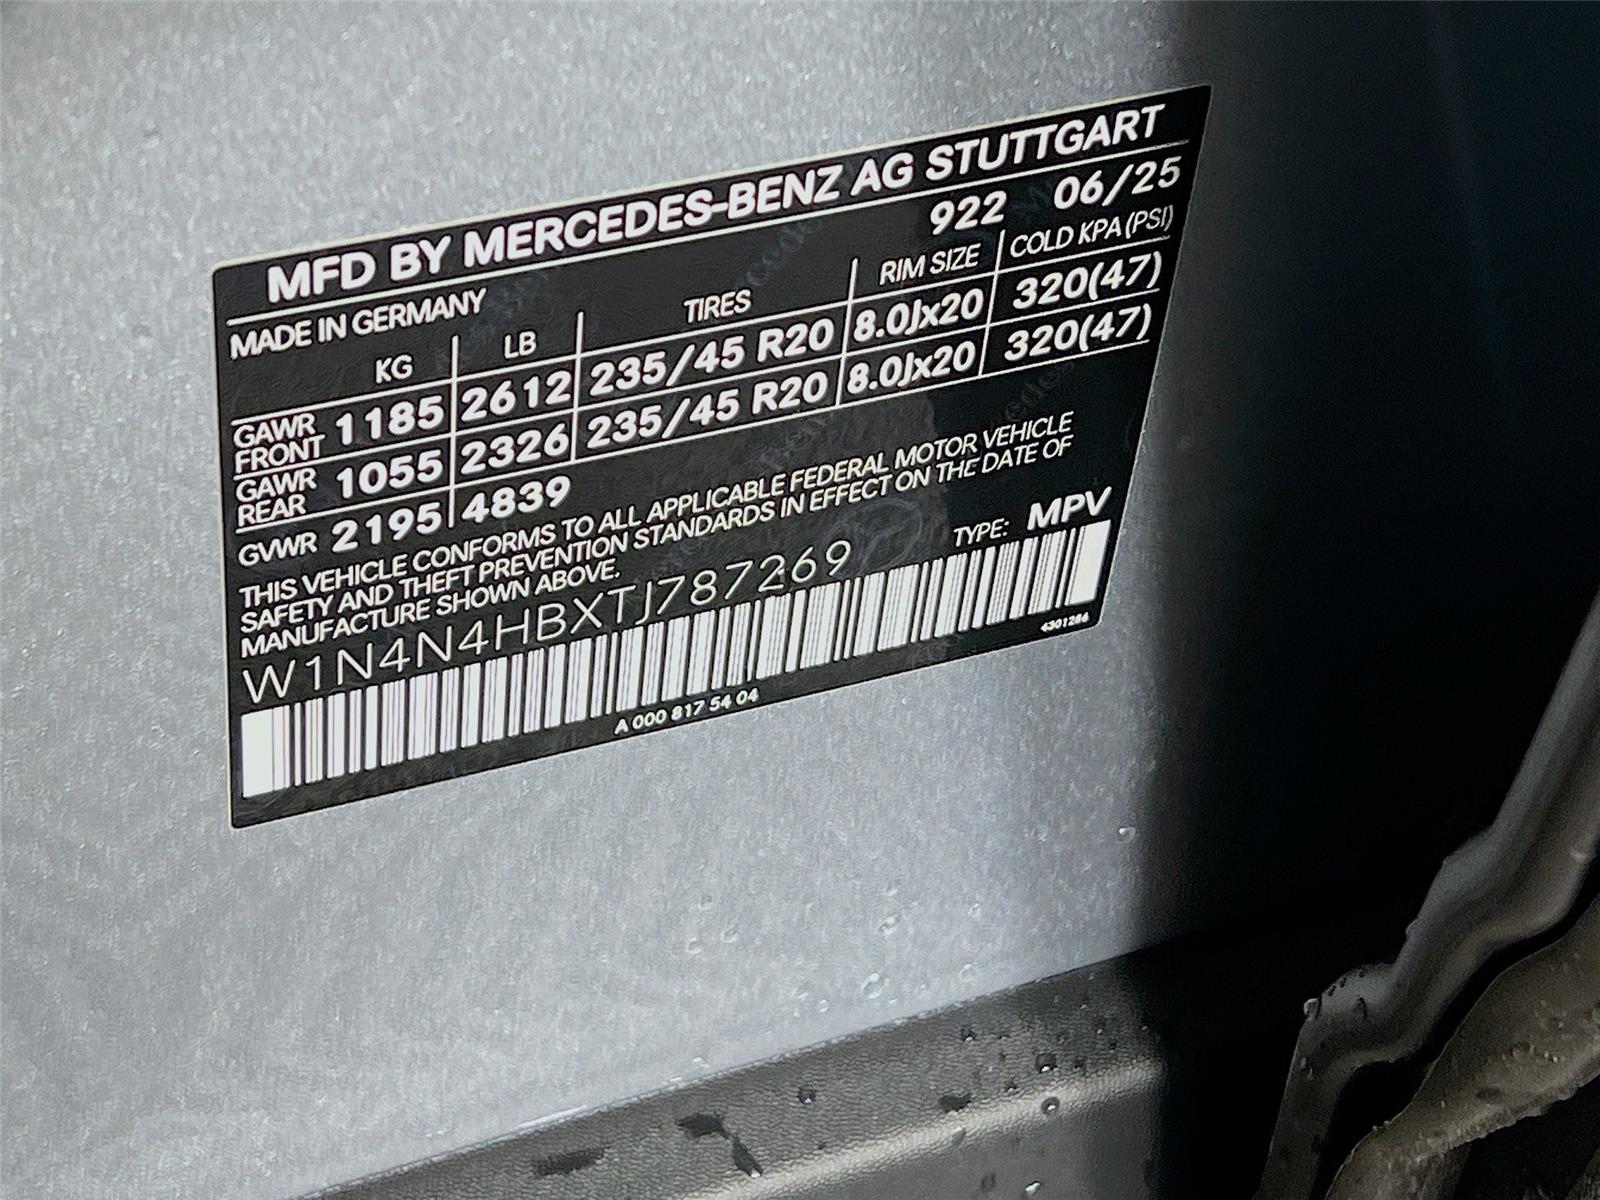 MFD BY MERCEDES-BENZ AG STUTTGART
MADE IN GERMANY 922 06/25
KG LB TIRES RIM SIZE COLD KPA (PSI)
GAWR FRONT 1185 2612 235/45 R20 8.0Jx20 320(47)
GAWR REAR 1055 2326 235/45 R20 8.0Jx20 320(47)
GVWR 2195 4839
THIS VEHICLE CONFORMS TO ALL APPLICABLE FEDERAL MOTOR VEHICLE
SAFETY AND THEFT PREVENTION STANDARDS IN EFFECT ON THE DATE OF
MANUFACTURE SHOWN ABOVE.
W1N4N4HBXTJ787269 TYPE: MPV
A 000 817 54 04
4301286